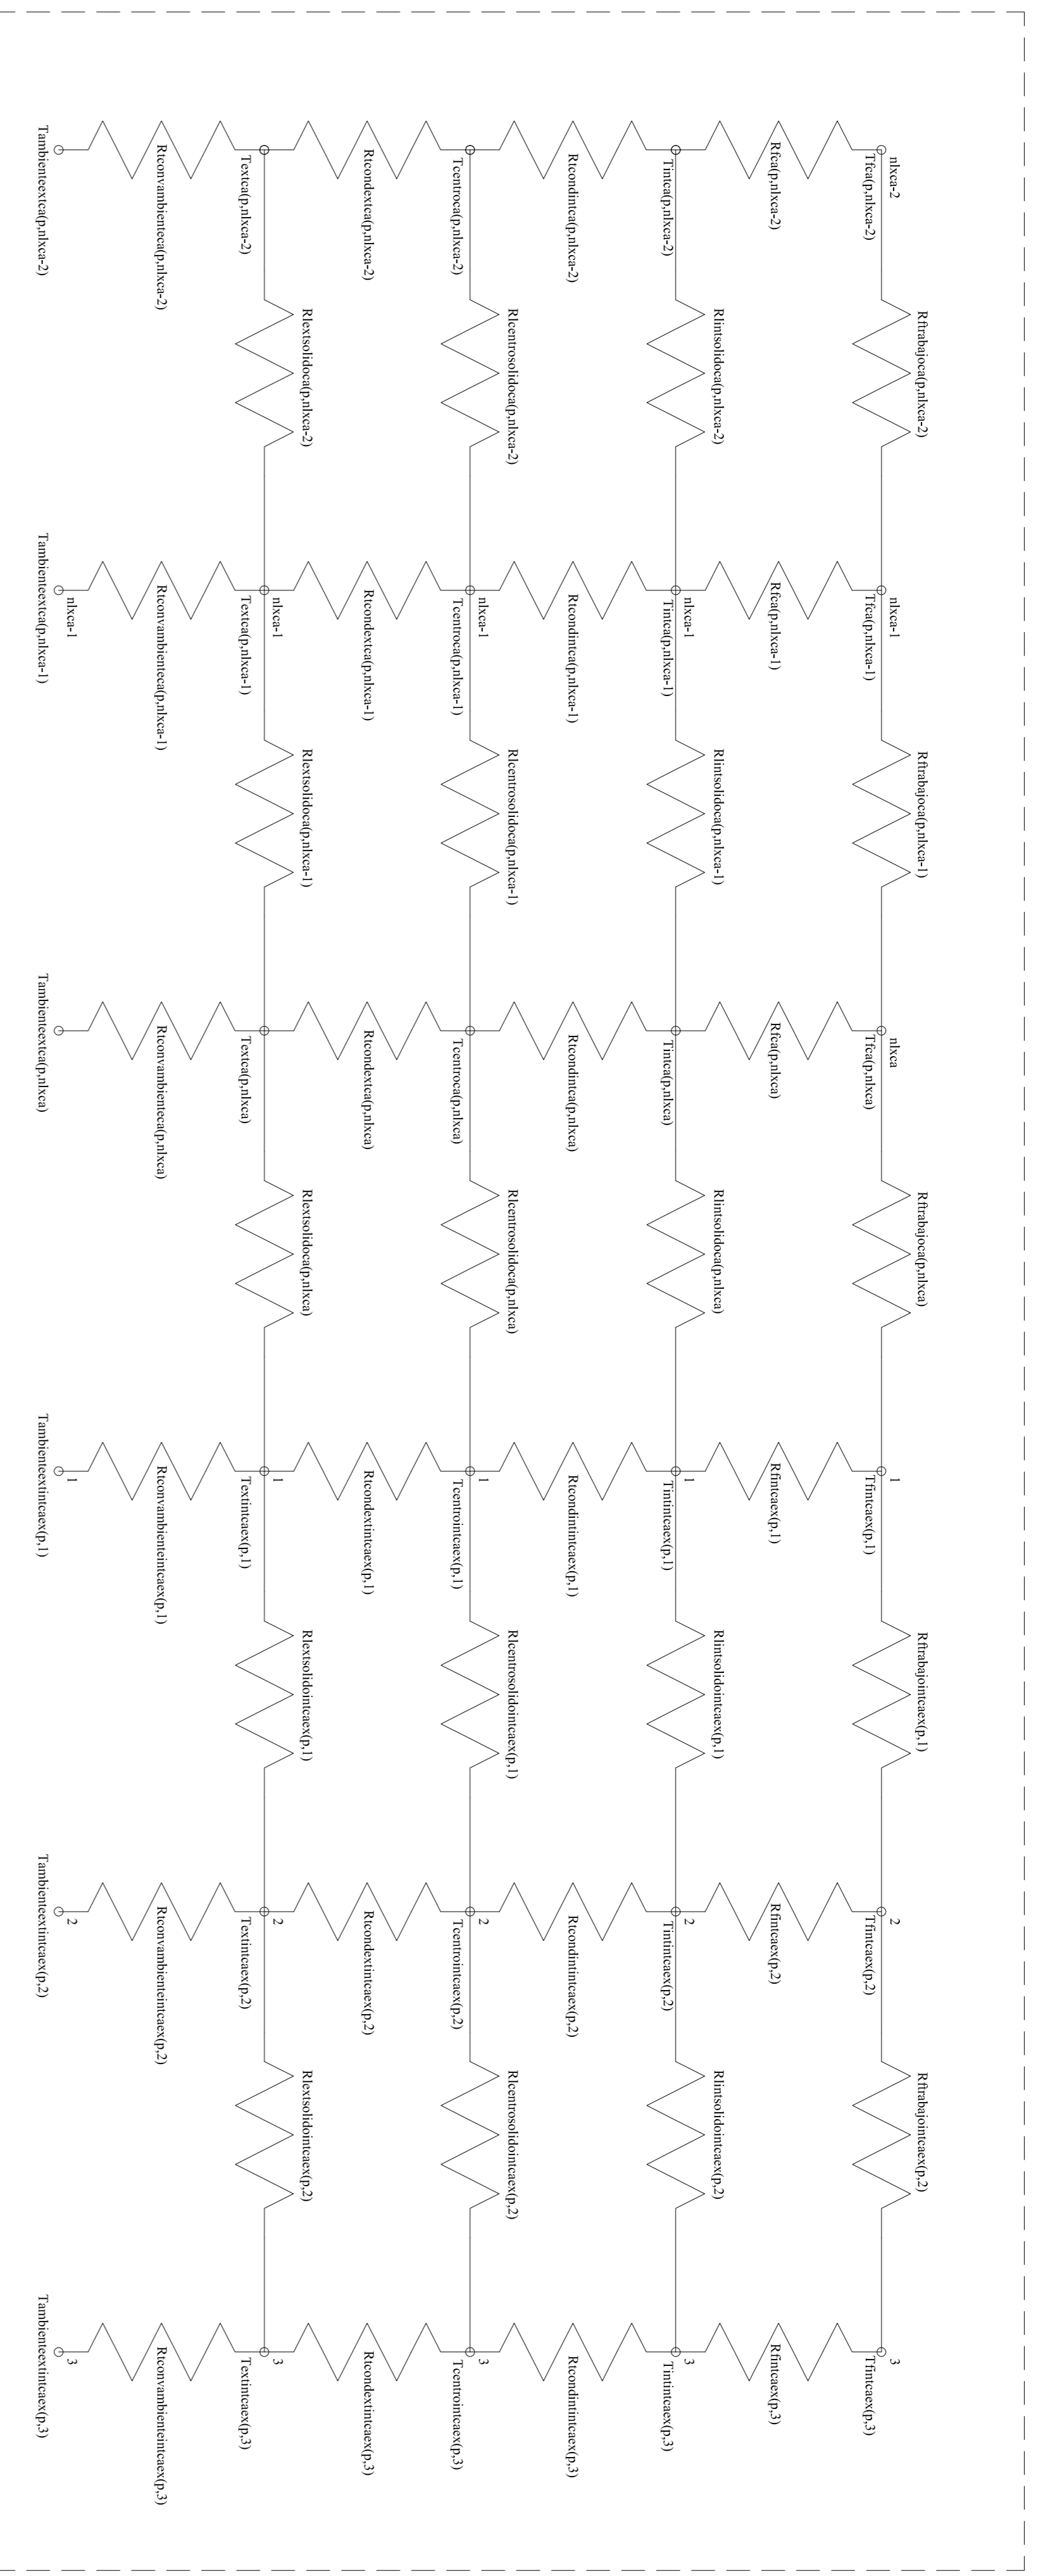 Rftrabajoca(p,nlxca-2)
Rftrabajoca(p,nlxca-1)
Rftrabajoca(p,nlxca)
Rftrabajointcaex(p,1)
Rftrabajointcaex(p,2)
nlxca-2
nlxca-1
nlxca
1
2
3
Tfca(p,nlxca-2)
Tfca(p,nlxca-1)
Tfca(p,nlxca)
Tfintcaex(p,1)
Tfintcaex(p,2)
Tfintcaex(p,3)
Rfca(p,nlxca-2)
Rfca(p,nlxca-1)
Rfca(p,nlxca)
Rfintcaex(p,1)
Rfintcaex(p,2)
Rfintcaex(p,3)
Rlintsolidoca(p,nlxca-2)
Rlintsolidoca(p,nlxca-1)
Rlintsolidoca(p,nlxca)
Rlintsolidointcaex(p,1)
Rlintsolidointcaex(p,2)
nlxca-1
1
2
3
Tintca(p,nlxca-2)
Tintca(p,nlxca-1)
Tintca(p,nlxca)
Tintintcaex(p,1)
Tintintcaex(p,2)
Tintintcaex(p,3)
Rtcondintca(p,nlxca-2)
Rtcondintca(p,nlxca-1)
Rtcondintca(p,nlxca)
Rtcondintintcaex(p,1)
Rtcondintintcaex(p,2)
Rtcondintintcaex(p,3)
Rlcentrosolidoca(p,nlxca-2)
Rlcentrosolidoca(p,nlxca-1)
Rlcentrosolidoca(p,nlxca)
Rlcentrosolidointcaex(p,1)
Rlcentrosolidointcaex(p,2)
nlxca-1
1
2
3
Tcentroca(p,nlxca-2)
Tcentroca(p,nlxca-1)
Tcentroca(p,nlxca)
Tcentrointcaex(p,1)
Tcentrointcaex(p,2)
Tcentrointcaex(p,3)
Rtcondextca(p,nlxca-2)
Rtcondextca(p,nlxca-1)
Rtcondextca(p,nlxca)
Rtcondextintcaex(p,1)
Rtcondextintcaex(p,2)
Rtcondextintcaex(p,3)
Rlextsolidoca(p,nlxca-2)
Rlextsolidoca(p,nlxca-1)
Rlextsolidoca(p,nlxca)
Rlextsolidointcaex(p,1)
Rlextsolidointcaex(p,2)
nlxca-1
1
2
3
Textca(p,nlxca-2)
Textca(p,nlxca-1)
Textca(p,nlxca)
Textintcaex(p,1)
Textintcaex(p,2)
Textintcaex(p,3)
Rtconvambienteca(p,nlxca-2)
Rtconvambienteca(p,nlxca-1)
Rtconvambienteca(p,nlxca)
Rtconvambienteintcaex(p,1)
Rtconvambienteintcaex(p,2)
Rtconvambienteintcaex(p,3)
nlxca-1
1
2
3
Tambienteextca(p,nlxca-2)
Tambienteextca(p,nlxca-1)
Tambienteextca(p,nlxca)
Tambienteextintcaex(p,1)
Tambienteextintcaex(p,2)
Tambienteextintcaex(p,3)